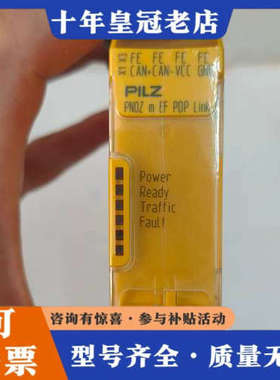 十年皇冠老店
X1 X3
FE FE FE FE
CAN+ CAN- VCC GND
PILZ
PNOZ m EF PDP Link
Power
Ready
Traffic
Fault
可
票
咨询有惊喜·参与补贴活动
型号齐全·质量无